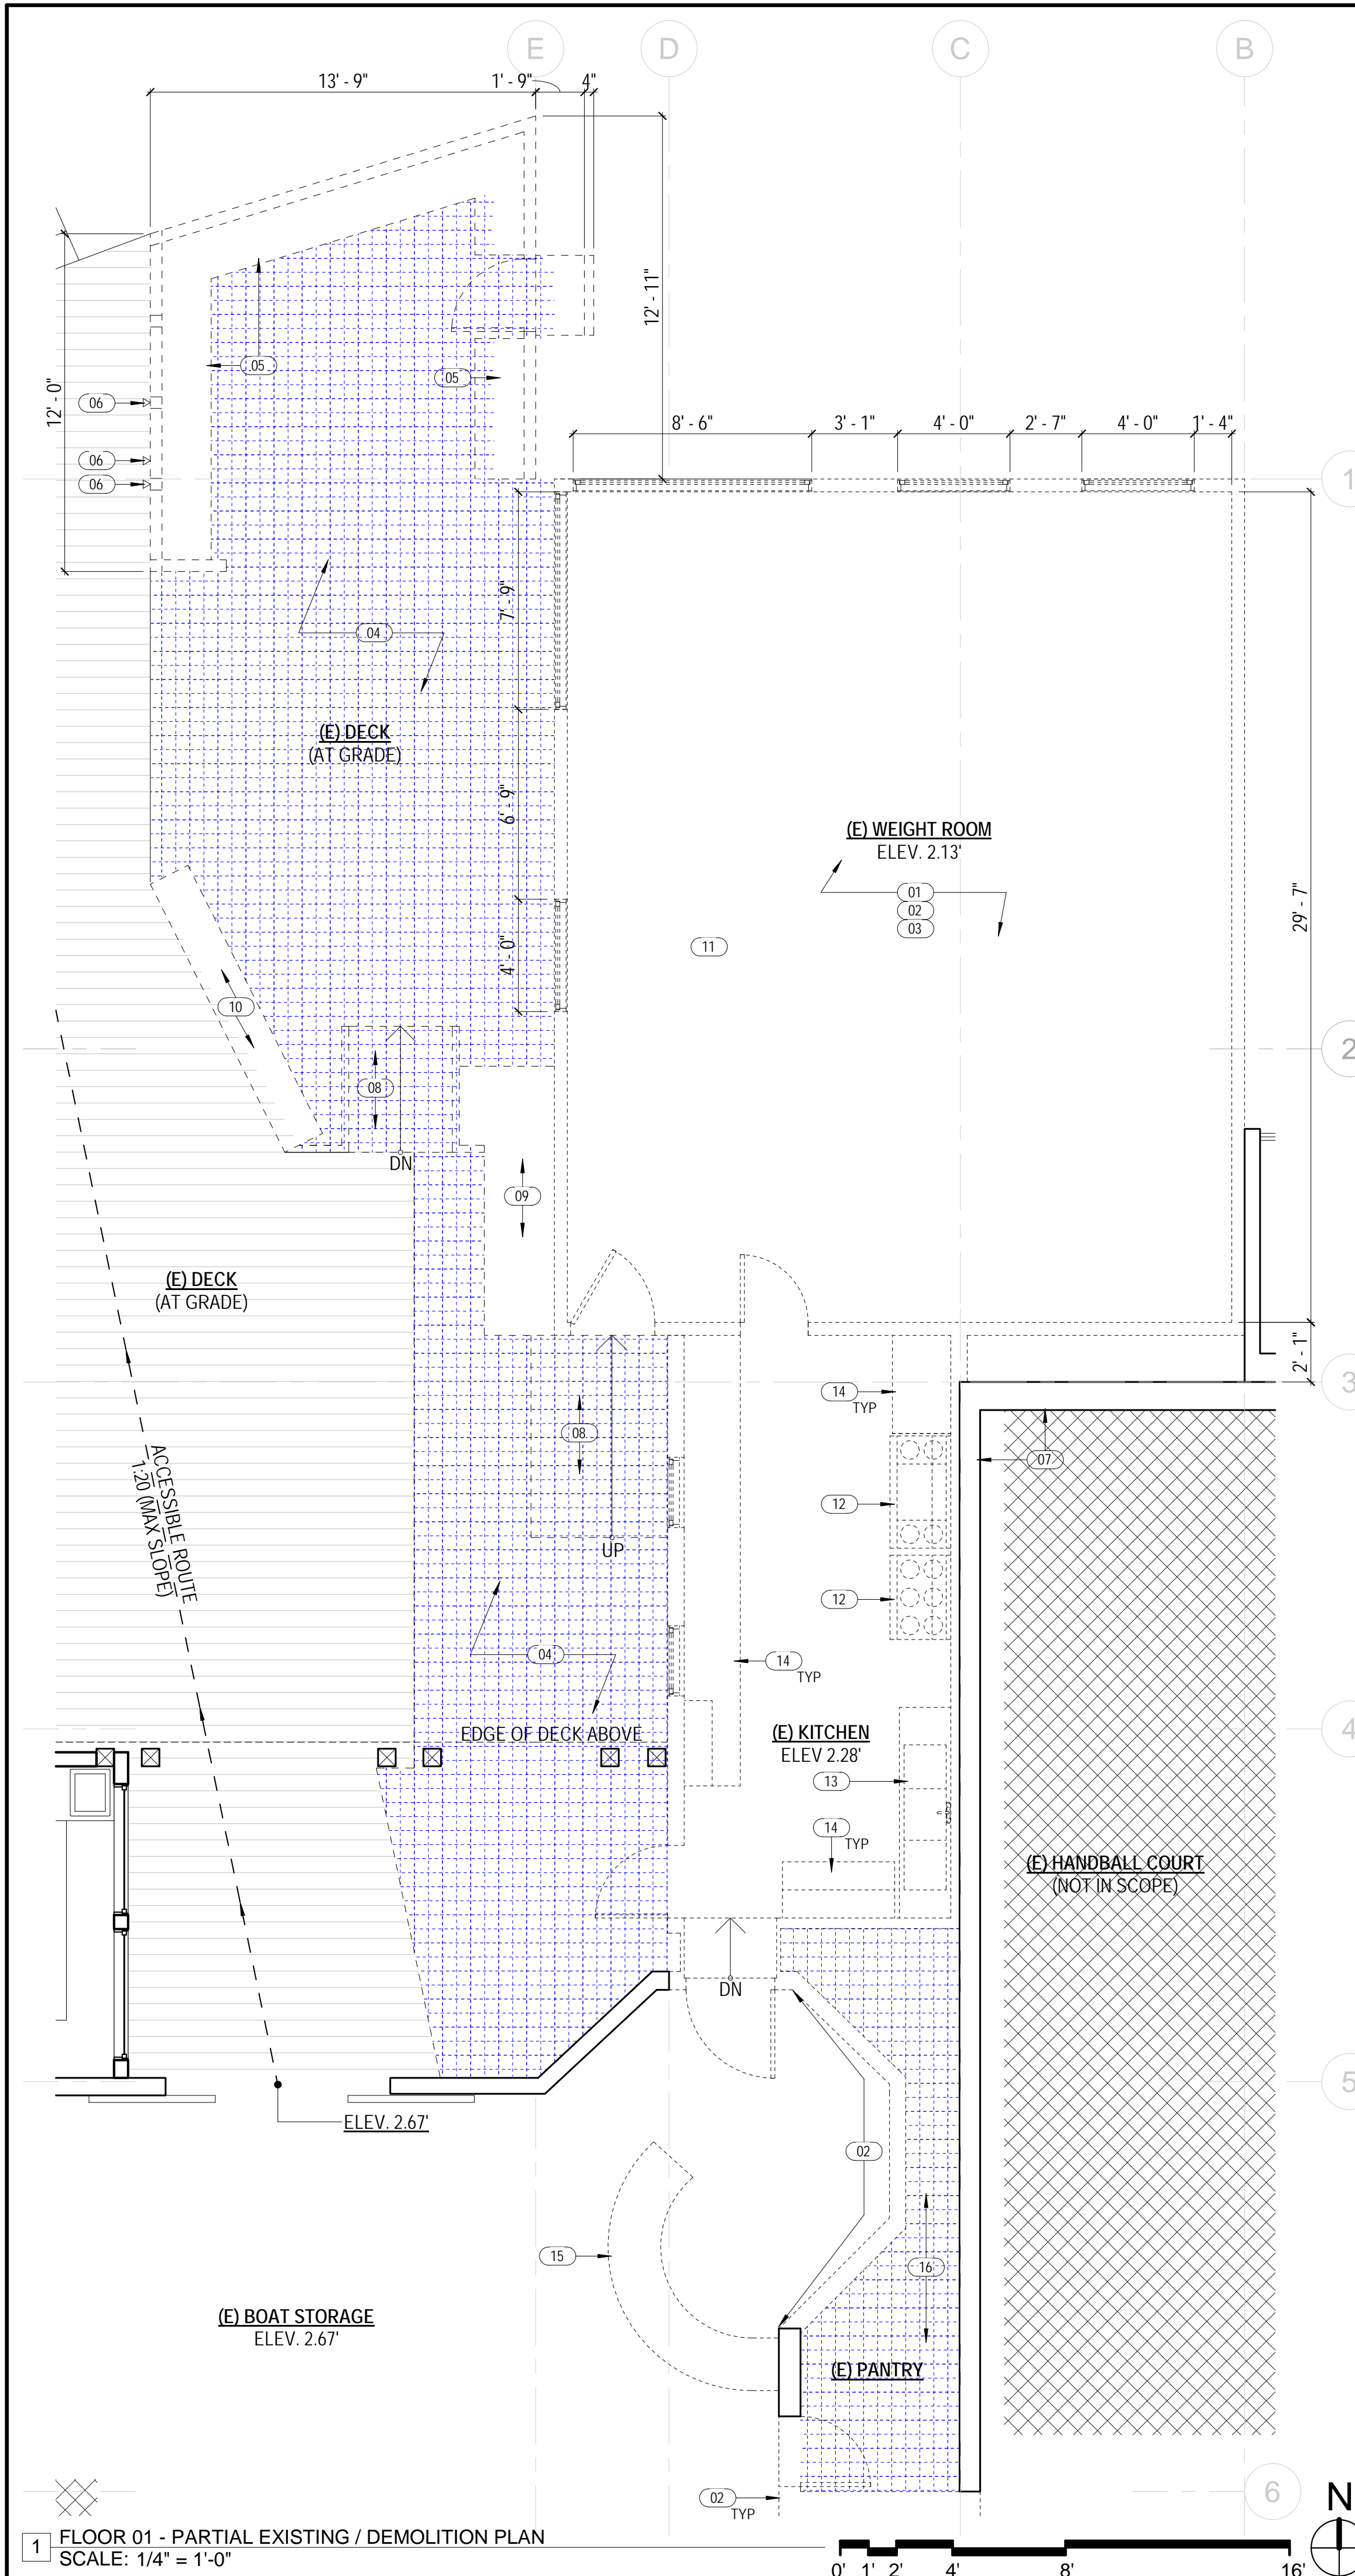 E
D
C
B
13' - 9"
1' - 9"
4"
12' - 11"
12' - 0"
05
05
06
06
06
8' - 6"
3' - 1"
4' - 0"
2' - 7"
4' - 0"
1' - 4"
1
7' - 9"
04
6' - 9"
(E) DECK
(AT GRADE)
(E) WEIGHT ROOM
ELEV. 2.13'
01
02
03
29' - 7"
11
4' - 0"
10
2
08
DN
09
(E) DECK
(AT GRADE)
2' - 1"
3
14
TYP
08
07
ACCESSIBLE ROUTE
1:20 (MAX SLOPE)
12
UP
12
04
14
TYP
EDGE OF DECK ABOVE
(E) KITCHEN
ELEV 2.28'
4
13
14
TYP
(E) HANDBALL COURT
(NOT IN SCOPE)
DN
5
ELEV. 2.67'
02
15
16
(E) BOAT STORAGE
ELEV. 2.67'
(E) PANTRY
02
TYP
6
N
1
FLOOR 01 - PARTIAL EXISTING / DEMOLITION PLAN
SCALE: 1/4" = 1'-0"
0' 1' 2' 4' 8' 16'